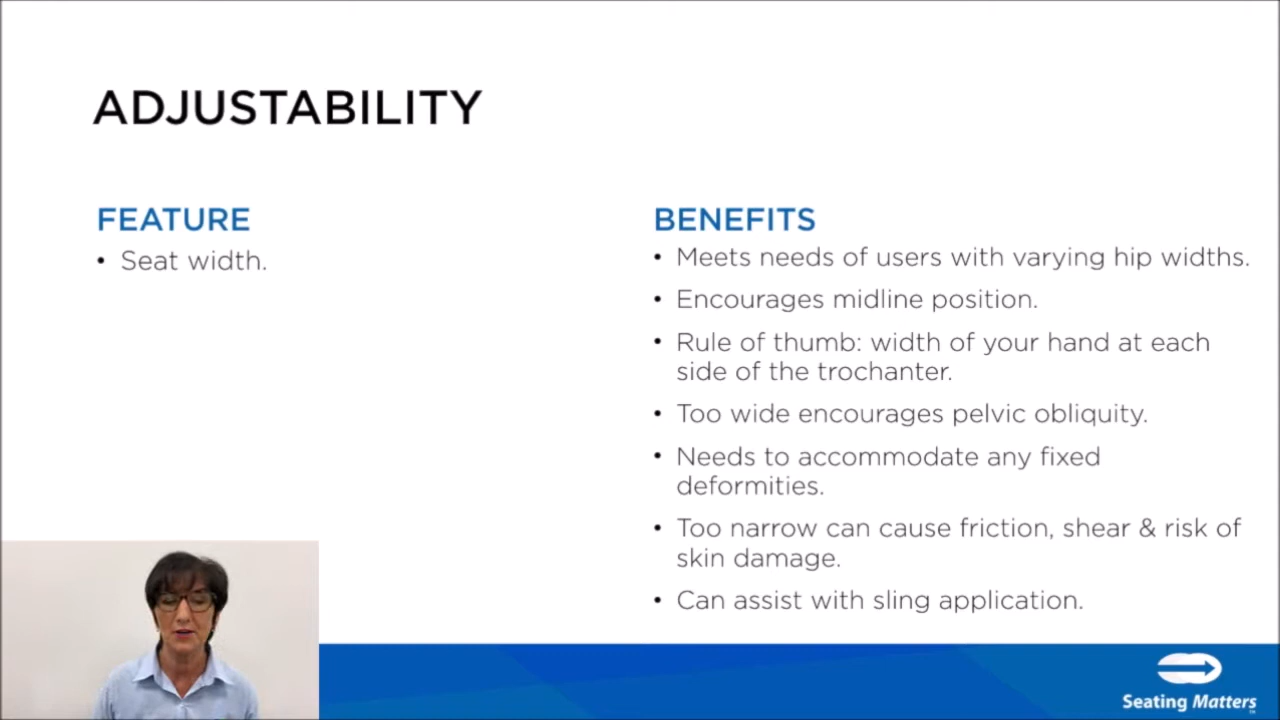 ADJUSTABILITY
FEATURE
• Seat width.
BENEFITS
• Meets needs of users with varying hip widths.
• Encourages midline position.
• Rule of thumb: width of your hand at each
side of the trochanter.
• Too wide encourages pelvic obliquity.
• Needs to accommodate any fixed
deformities.
• Too narrow can cause friction, shear & risk of
skin damage.
• Can assist with sling application.
Seating Matters™